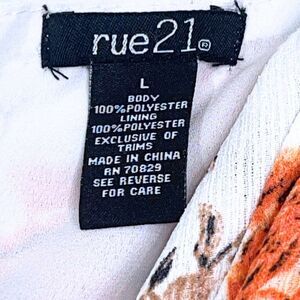 rue21®
L
BODY
100%POLYESTER
LINING
100%POLYESTER
EXCLUSIVE OF
TRIMS
MADE IN CHINA
RN 70829
SEE REVERSE
FOR CARE